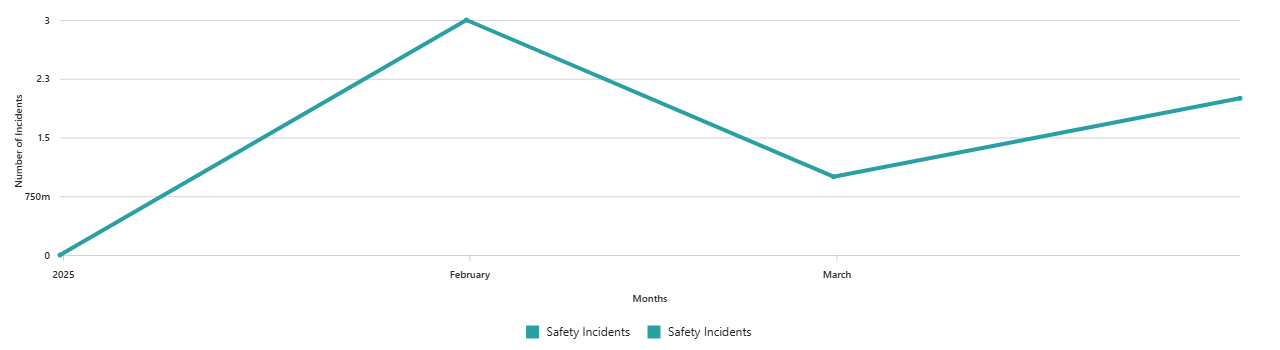 3
2.3
1.5
750m
0
Number of Incidents
2025
February
March
Months
Safety Incidents
Safety Incidents